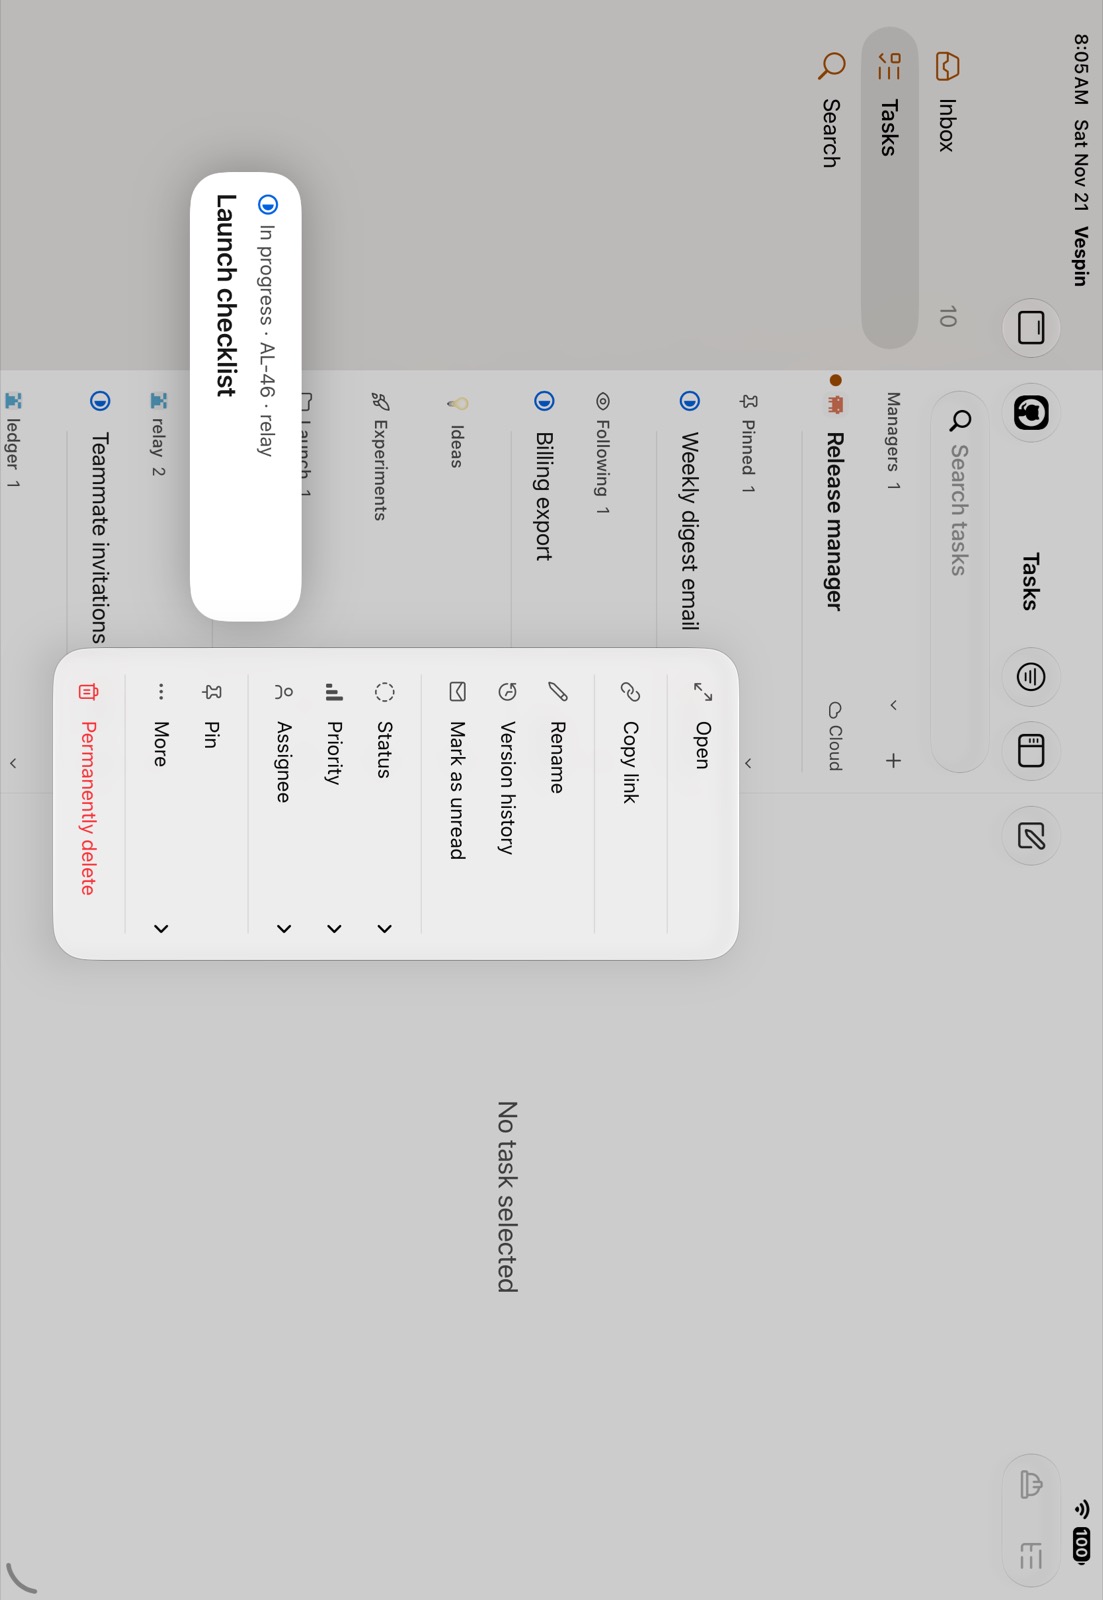 8:05 AM Sat Nov 21 Vespin
100
Tasks
Search tasks
Inbox 10
Tasks
Search
Managers 1
Release manager Cloud
Pinned 1
Weekly digest email
Following 1
Billing export
Ideas
Experiments
Launch 1
In progress · AL-46 · relay
Launch checklist
relay 2
Teammate invitations
ledger 1
Open
Copy link
Rename
Version history
Mark as unread
Status
Priority
Assignee
Pin
More
Permanently delete
No task selected